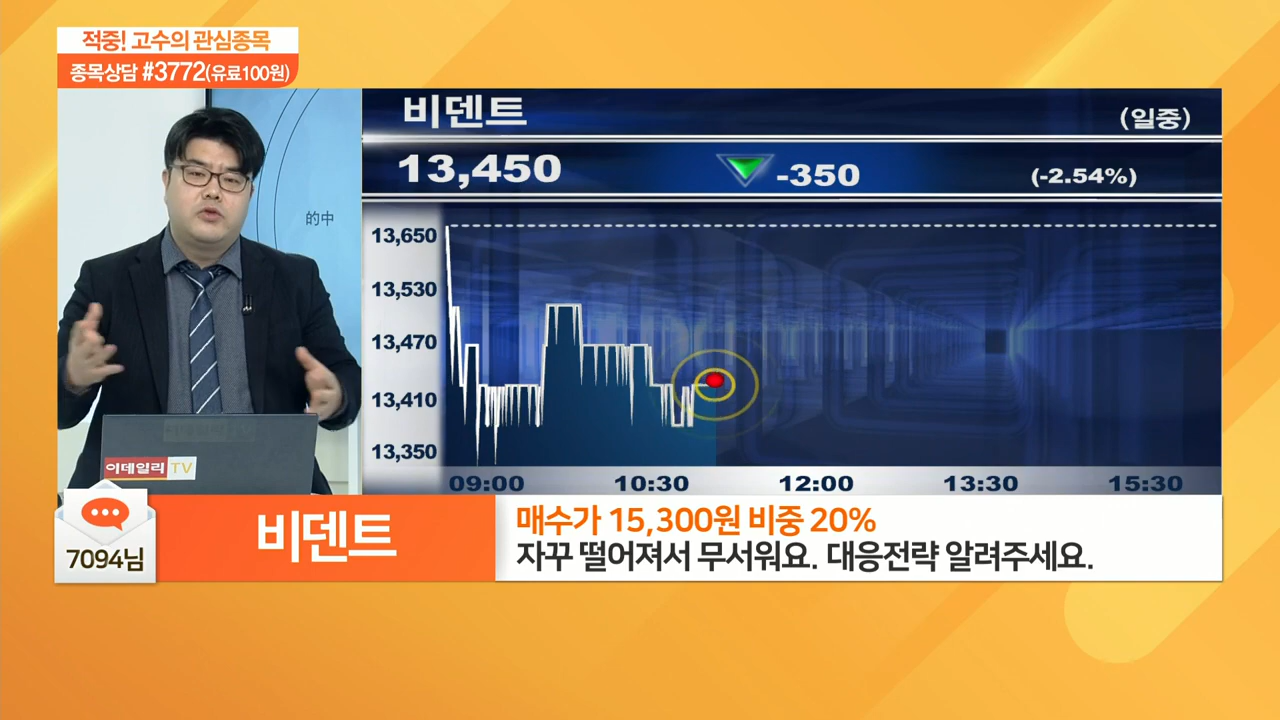 적중! 고수의 관심종목
종목상담 #3772(유료100원)
的中
이데일리 TV
비덴트
(일중)
13,450
-350
(-2.54%)
13,650
13,530
13,470
13,410
13,350
09:00
10:30
12:00
13:30
15:30
7094님
비덴트
매수가 15,300원 비중 20%
자꾸 떨어져서 무서워요. 대응전략 알려주세요.